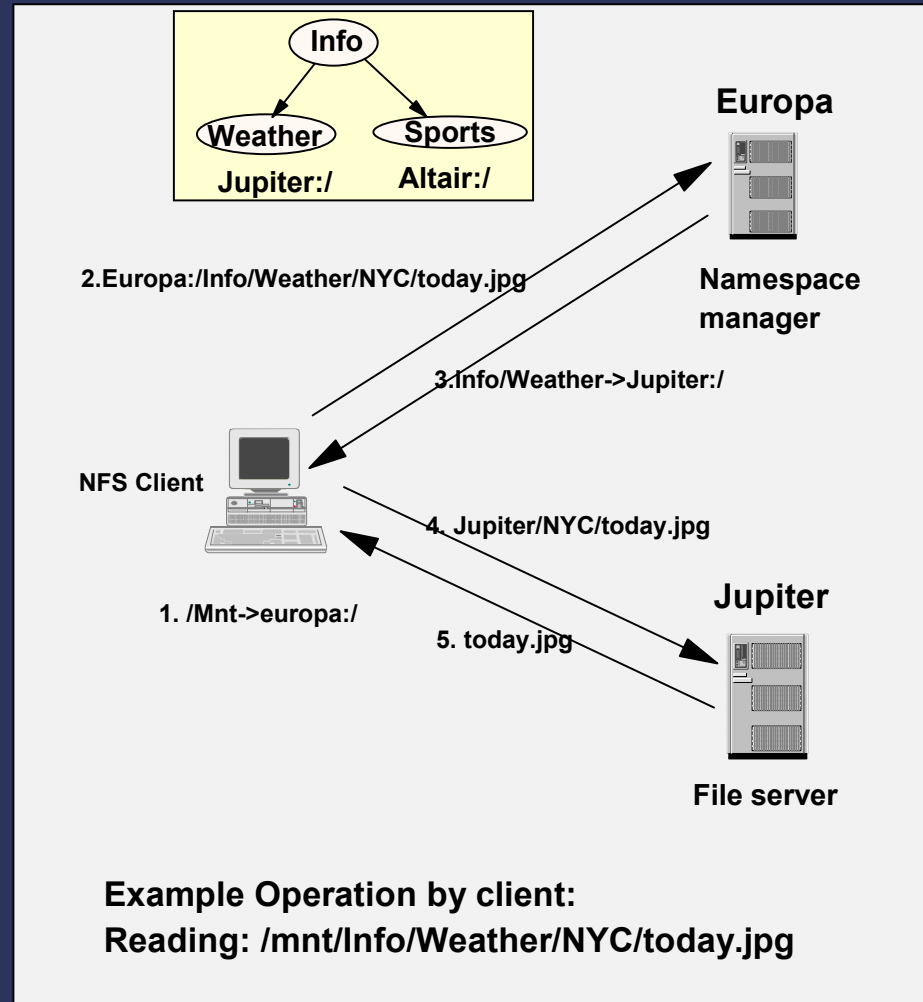 Info
Weather
Sports
Jupiter:/
Altair:/
Europa
2.Europa:/Info/Weather/NYC/today.jpg
Namespace
manager
3.Info/Weather->Jupiter:/
NFS Client
4. Jupiter/NYC/today.jpg
1. /Mnt->europa:/
5. today.jpg
Jupiter
File server
Example Operation by client:
Reading: /mnt/Info/Weather/NYC/today.jpg